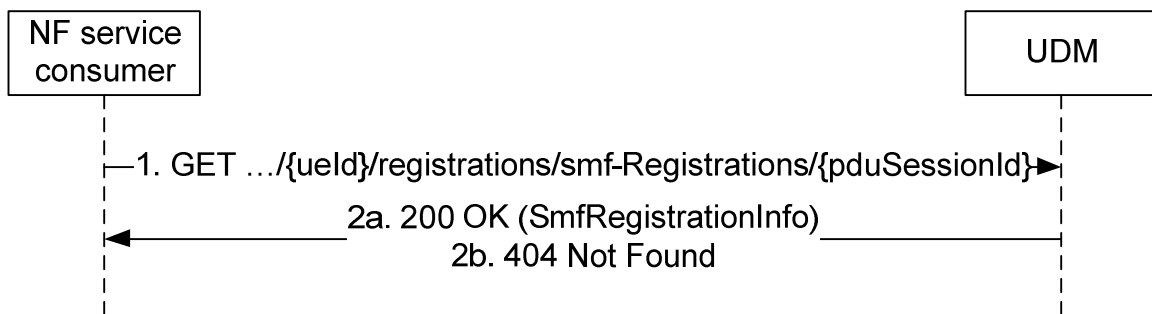 NF service
consumer
UDM
1. GET …/{ueId}/registrations/smf-Registrations/{pduSessionId}
2a. 200 OK (SmfRegistrationInfo)
2b. 404 Not Found